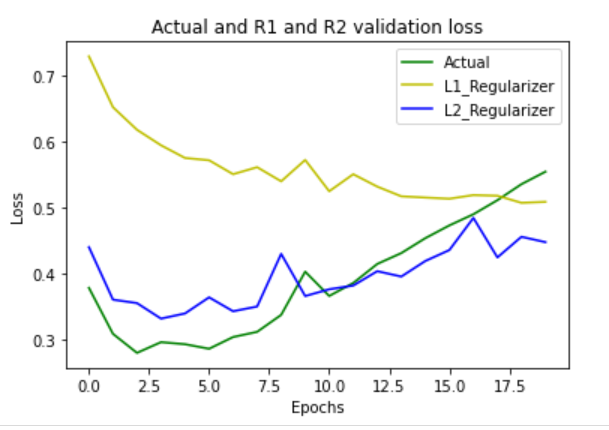 Actual and R1 and R2 validation loss
Actual
L1_Regularizer
L2_Regularizer
0.7
0.6
0.5
0.4
0.3
Loss
0.0 2.5 5.0 7.5 10.0 12.5 15.0 17.5
Epochs